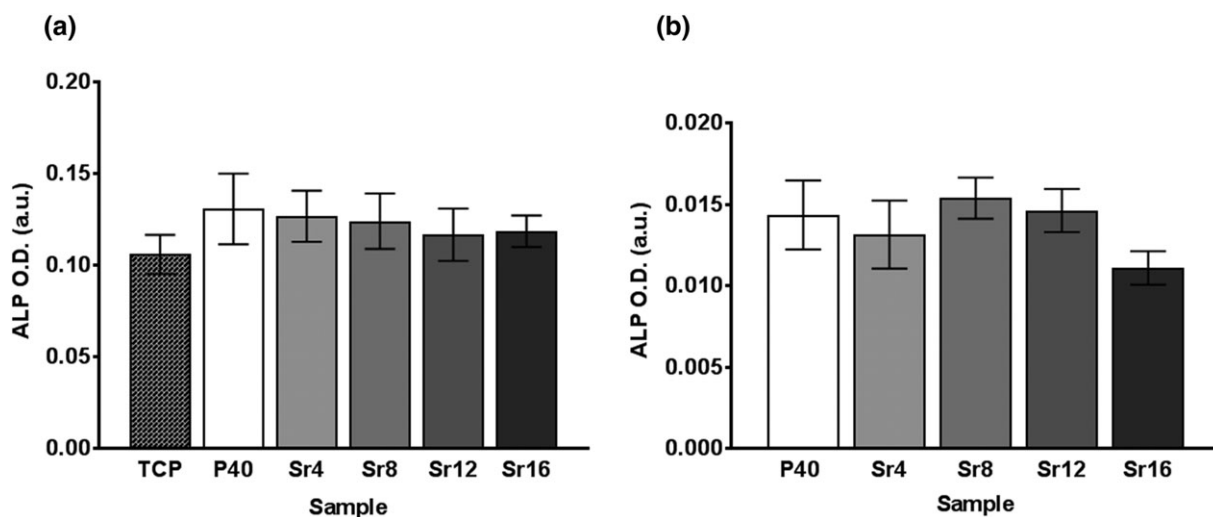 (a)
ALP O.D. (a.u.)
0.20
0.15
0.10
0.05
0.00
TCP P40 Sr4 Sr8 Sr12 Sr16
Sample
(b)
ALP O.D. (a.u.)
0.020
0.015
0.010
0.005
0.000
P40 Sr4 Sr8 Sr12 Sr16
Sample